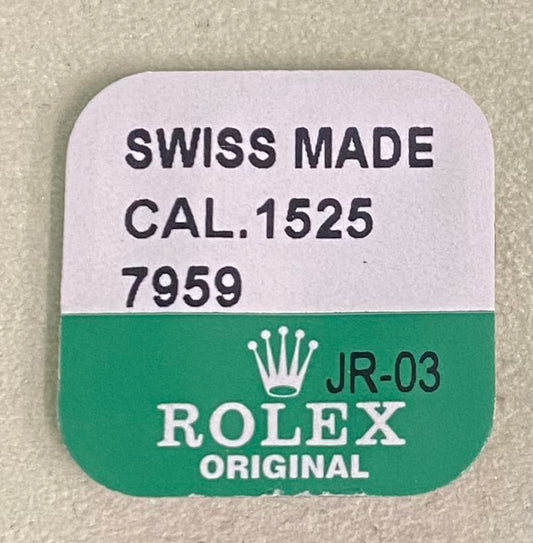 SWISS MADE
CAL.1525
7959
JR-03
ROLEX
ORIGINAL